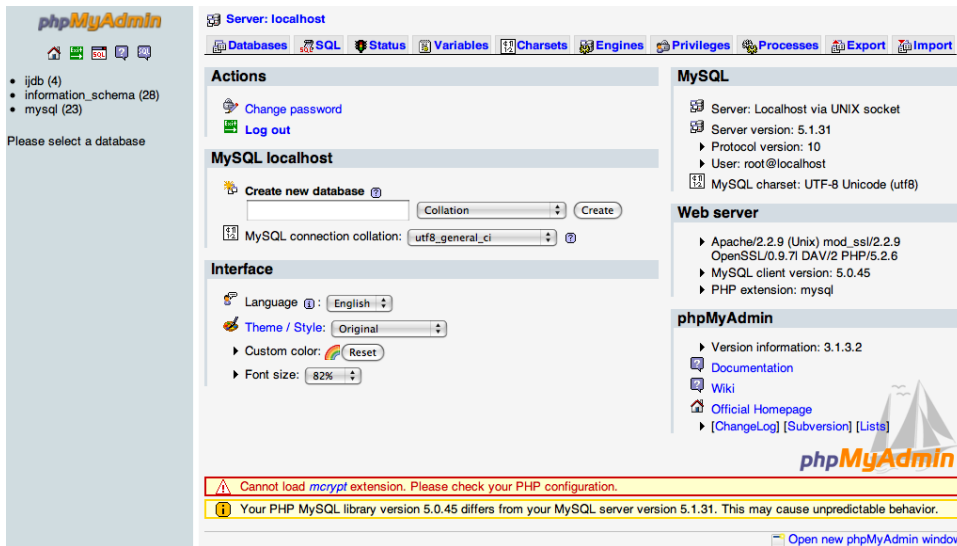 phpMyAdmin
ijdb (4)
information_schema (28)
mysql (23)
Please select a database
Server: localhost
Databases SQL Status Variables Charsets Engines Privileges Processes Export Import
Actions
Change password
Log out
MySQL localhost
Create new database
Collation Create
MySQL connection collation: utf8_general_ci
Interface
Language : English
Theme / Style: Original
Custom color: Reset
Font size: 82%
MySQL
Server: Localhost via UNIX socket
Server version: 5.1.31
Protocol version: 10
User: root@localhost
MySQL charset: UTF-8 Unicode (utf8)
Web server
Apache/2.2.9 (Unix) mod_ssl/2.2.9
OpenSSL/0.9.7l DAV/2 PHP/5.2.6
MySQL client version: 5.0.45
PHP extension: mysql
phpMyAdmin
Version information: 3.1.3.2
Documentation
Wiki
Official Homepage
[ChangeLog] [Subversion] [Lists]
phpMyAdmin
Cannot load mcrypt extension. Please check your PHP configuration.
Your PHP MySQL library version 5.0.45 differs from your MySQL server version 5.1.31. This may cause unpredictable behavior.
Open new phpMyAdmin window